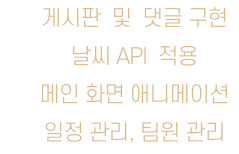 게시판 및 댓글 구현
날씨 API 적용
메인 화면 애니메이션
일정 관리, 팀원 관리